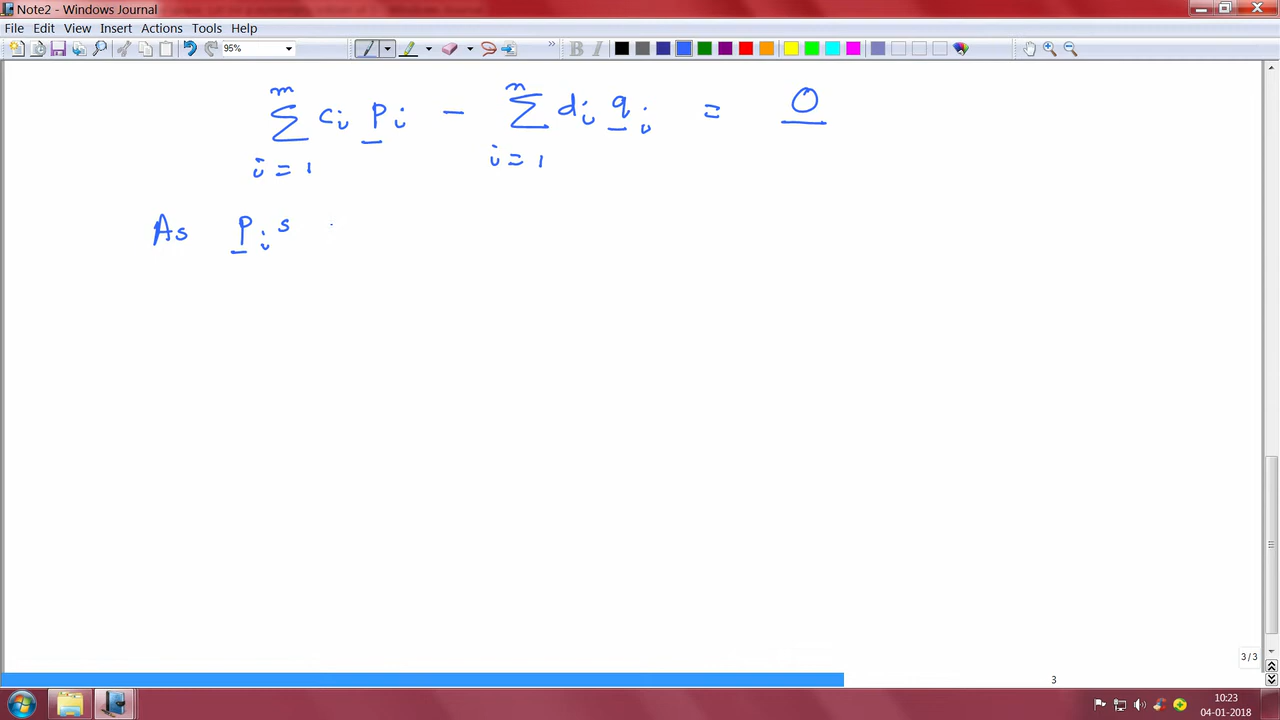 Note2 - Windows Journal
File Edit View Insert Actions Tools Help
95%
m n
∑ cᵢ pᵢ − ∑ dᵢ qᵢ = 0
i = 1 i = 1
As pᵢ s
3/3
3
10:23
04-01-2018